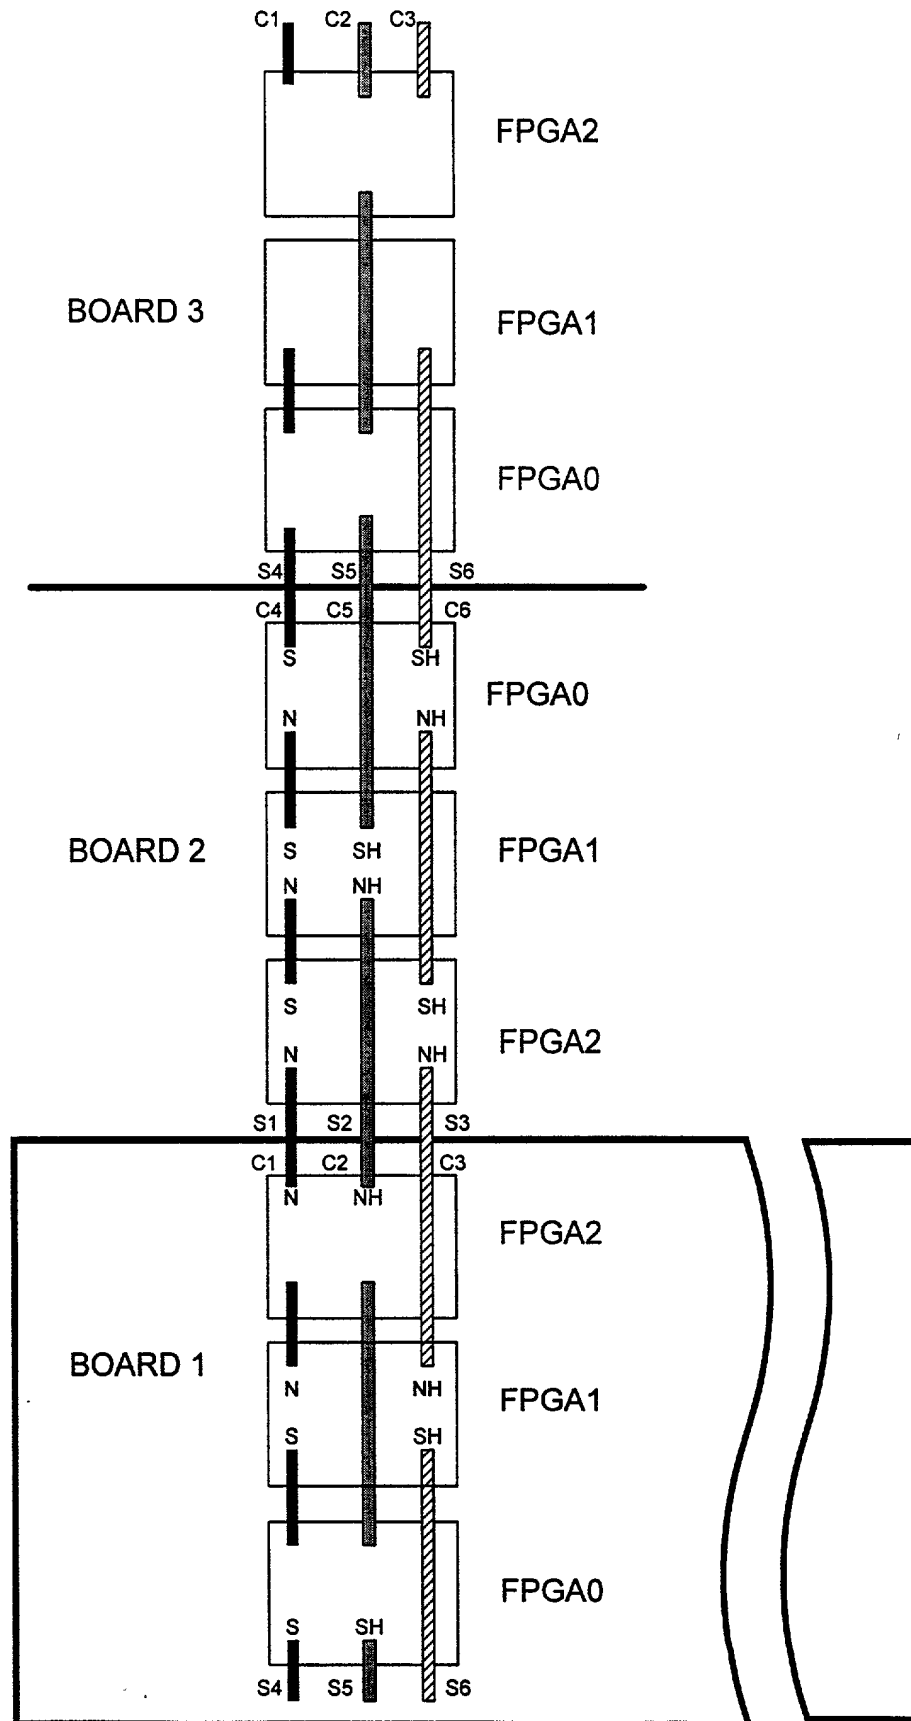 C1 C2 C3
FPGA2
BOARD 3
FPGA1
FPGA0
S4 S5 S6
C4 C5 C6
S SH
FPGA0
N NH
BOARD 2
S SH
FPGA1
N NH
S SH
FPGA2
N NH
S1 S2 S3
C1 C2 C3
N NH
FPGA2
BOARD 1
N NH
FPGA1
S SH
FPGA0
S SH
S4 S5 S6